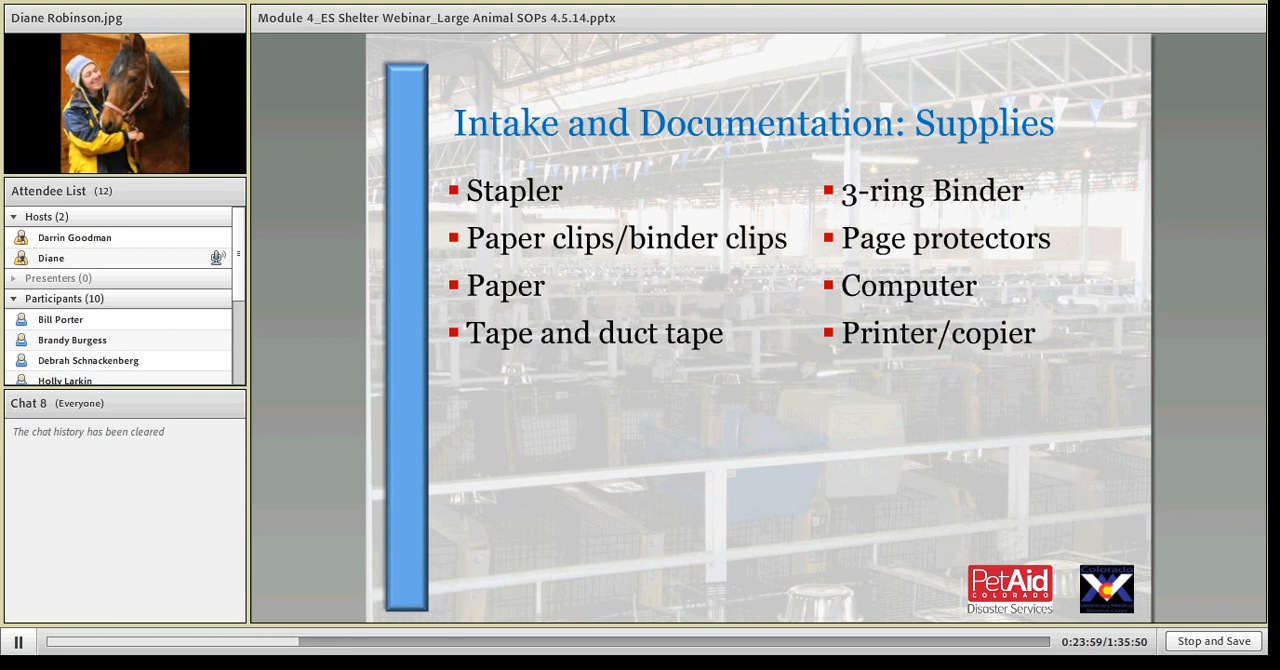 Diane Robinson.jpg
Module 4_ES Shelter Webinar_Large Animal SOPs 4.5.14.pptx
Attendee List (12)
Hosts (2)
Darrin Goodman
Diane
Presenters (0)
Participants (10)
Bill Porter
Brandy Burgess
Debrah Schnackenberg
Holly Larkin
Chat 8 (Everyone)
The chat history has been cleared
Intake and Documentation: Supplies
Stapler
Paper clips/binder clips
Paper
Tape and duct tape
3-ring Binder
Page protectors
Computer
Printer/copier
PetAid
COLORADO
Disaster Services
Colorado
0:23:59/1:35:50
Stop and Save